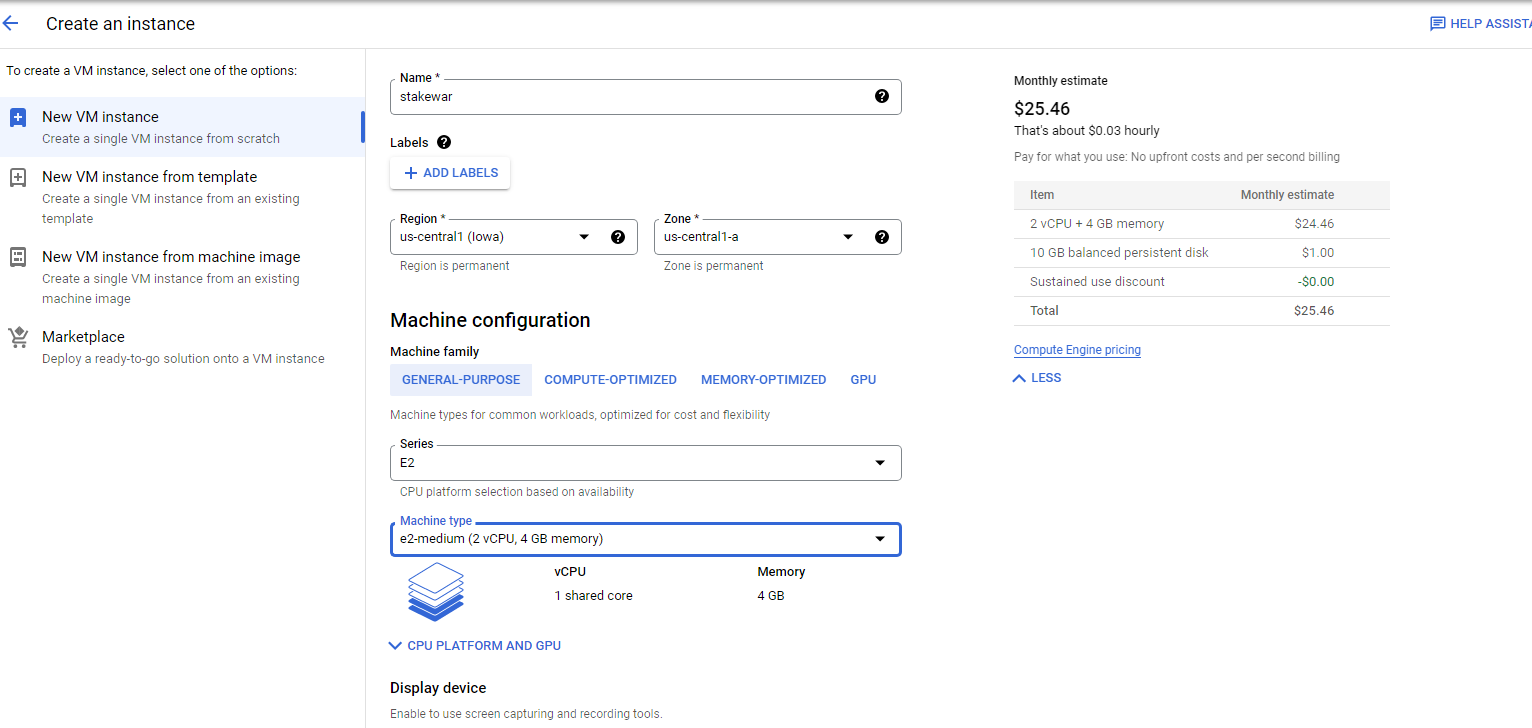 Create an instance
HELP ASSISTA
To create a VM instance, select one of the options:
New VM instance
Create a single VM instance from scratch
New VM instance from template
Create a single VM instance from an existing
template
New VM instance from machine image
Create a single VM instance from an existing
machine image
Marketplace
Deploy a ready-to-go solution onto a VM instance
Name *
stakewar
Labels
ADD LABELS
Region *
us-central1 (Iowa)
Region is permanent
Zone *
us-central1-a
Zone is permanent
Machine configuration
Machine family
GENERAL-PURPOSE COMPUTE-OPTIMIZED MEMORY-OPTIMIZED GPU
Machine types for common workloads, optimized for cost and flexibility
Series
E2
CPU platform selection based on availability
Machine type
e2-medium (2 vCPU, 4 GB memory)
vCPU Memory
1 shared core 4 GB
CPU PLATFORM AND GPU
Display device
Enable to use screen capturing and recording tools.
Monthly estimate
$25.46
That's about $0.03 hourly
Pay for what you use: No upfront costs and per second billing
Item Monthly estimate
2 vCPU + 4 GB memory $24.46
10 GB balanced persistent disk $1.00
Sustained use discount -$0.00
Total $25.46
Compute Engine pricing
LESS